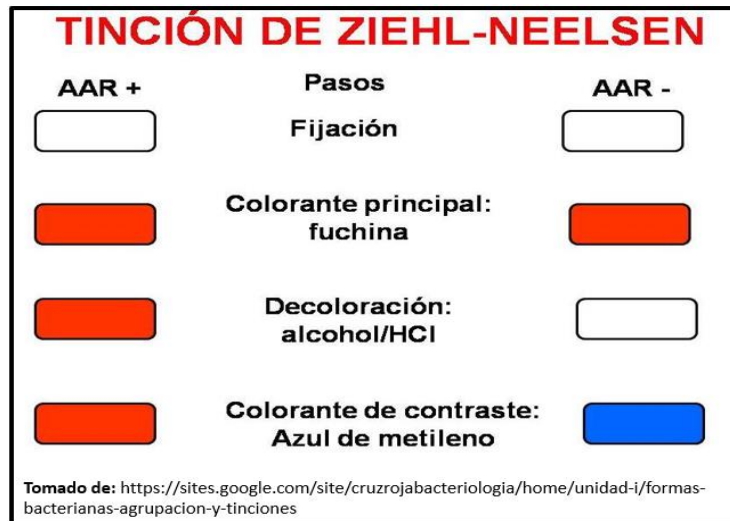 TINCIÓN DE ZIEHL-NEELSEN
AAR + Pasos AAR -
Fijación
Colorante principal:
fuchina
Decoloración:
alcohol/HCl
Colorante de contraste:
Azul de metileno
Tomado de: https://sites.google.com/site/cruzrojabacteriologia/home/unidad-i/formas-
bacterianas-agrupacion-y-tinciones